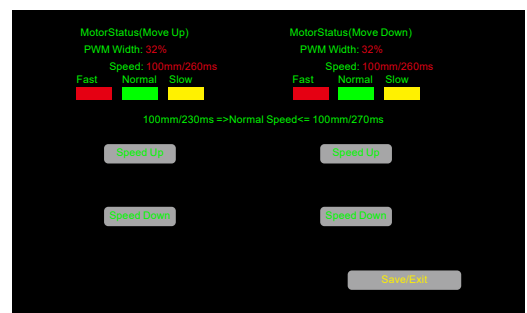 MotorStatus(Move Up) MotorStatus(Move Down)
PWM Width: 32% PWM Width: 32%
Speed: 100mm/260ms Speed: 100mm/260ms
Fast Normal Slow Fast Normal Slow
100mm/230ms =>Normal Speed<= 100mm/270ms
Speed Up Speed Up
Speed Down Speed Down
Save/Exit